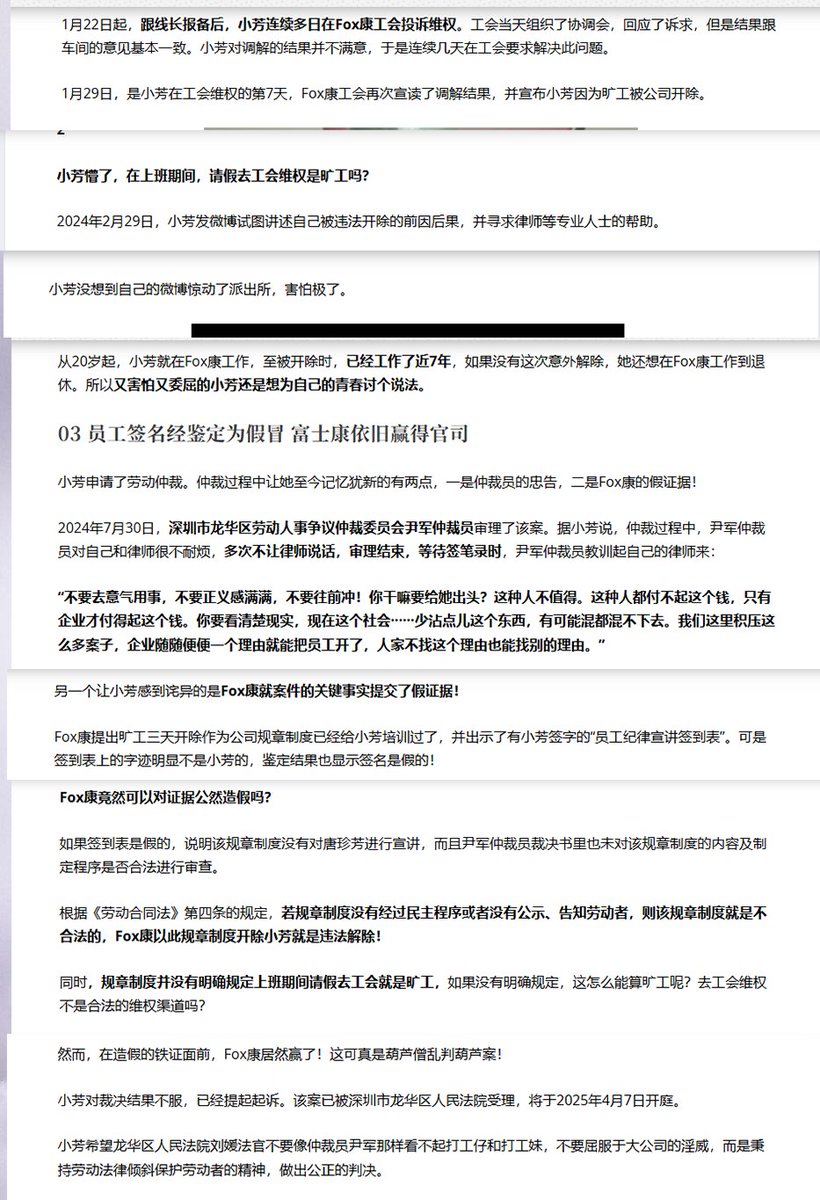 1月22日起，跟线长报备后，小芳连续多日在Fox康工会投诉维权。工会当天组织了协调会，回应了诉求，但是结果跟
车间的意见基本一致。小芳对调解的结果并不满意，于是连续几天在工会要求解决此问题。
1月29日，是小芳在工会维权的第7天，Fox康工会再次宣读了调解结果，并宣布小芳因为旷工被公司开除。
小芳懵了，在上班期间，请假去工会维权是旷工吗？
2024年2月29日，小芳发微博试图讲述自己被违法开除的前因后果，并寻求律师等专业人士的帮助。
小芳没想到自己的微博惊动了派出所，害怕极了。
从20岁起，小芳就在Fox康工作，至被开除时，已经工作了近7年，如果没有这次意外解除，她还想在Fox康工作到退
休。所以又害怕又委屈的小芳还是想为自己的青春讨个说法。
03 员工签名经鉴定为假冒 富士康依旧赢得官司
小芳申请了劳动仲裁。仲裁过程中让她至今记忆犹新的有两点，一是仲裁员的忠告，二是Fox康的假证据！
2024年7月30日，深圳市龙华区劳动人事争议仲裁委员会尹军仲裁员审理了该案。据小芳说，仲裁过程中，尹军仲裁
员对自己和律师很不耐烦，多次不让律师说话，审理结束，等待签笔录时，尹军仲裁员教训起自己的律师来：
“不要去意气用事，不要正义感满满，不要往前冲！你干嘛要给她出头？这种人不值得。这种人都付不起这个钱，只有
企业才付得起这个钱。你要看清楚现实，现在这个社会……少沾点儿这个东西，有可能混都混不下去。我们这里积压这
么多案子，企业随随便便一个理由就能把员工开了，人家不找这个理由也能找别的理由。”
另一个让小芳感到诧异的是Fox康就案件的关键事实提交了假证据！
Fox康提出旷工三天开除作为公司规章制度已经给小芳培训过了，并出示了有小芳签字的“员工纪律宣讲签到表”。可是
签到表上的字迹明显不是小芳的，鉴定结果也显示签名是假的！
Fox康竟然可以对证据公然造假吗？
如果签到表是假的，说明该规章制度没有对唐珍芳进行宣讲，而且尹军仲裁员裁决书里也未对该规章制度的内容及制
定程序是否合法进行审查。
根据《劳动合同法》第四条的规定，若规章制度没有经过民主程序或者没有公示、告知劳动者，则该规章制度就是不
合法的，Fox康以此规章制度开除小芳就是违法解除！
同时，规章制度并没有明确规定上班期间请假去工会就是旷工，如果没有明确规定，这怎么能算旷工呢？去工会维权
不是合法的维权渠道吗？
然而，在造假的铁证面前，Fox康居然赢了！这可真是葫芦僧乱判葫芦案！
小芳对裁决结果不服，已经提起起诉。该案已被深圳市龙华区人民法院受理，将于2025年4月7日开庭。
小芳希望龙华区人民法院刘媛法官不要像仲裁员尹军那样看不起打工仔和打工妹，不要屈服于大公司的淫威，而是秉
持劳动法律倾斜保护劳动者的精神，做出公正的判决。